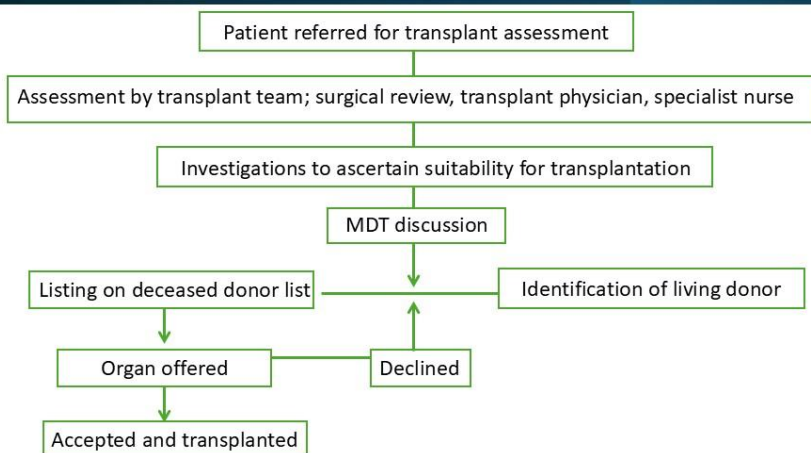 Patient referred for transplant assessment
Assessment by transplant team; surgical review, transplant physician, specialist nurse
Investigations to ascertain suitability for transplantation
MDT discussion
Listing on deceased donor list
Identification of living donor
Organ offered
Declined
Accepted and transplanted